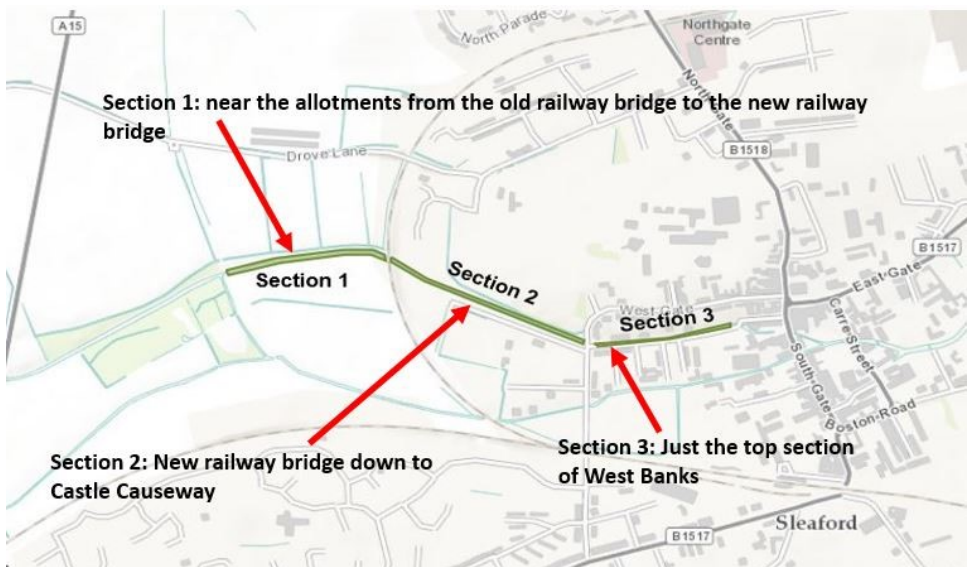 A15
North Parade
Northgate
Centre
Northgate
Section 1: near the allotments from the old railway bridge to the new railway
bridge
Drove Lane
B1518
B1517
Section 1
Section 2
West Gate
Section 3
East Gate
Carre Street
South Gate
Boston Road
Section 2: New railway bridge down to
Castle Causeway
Section 3: Just the top section
of West Banks
Sleaford
B1517